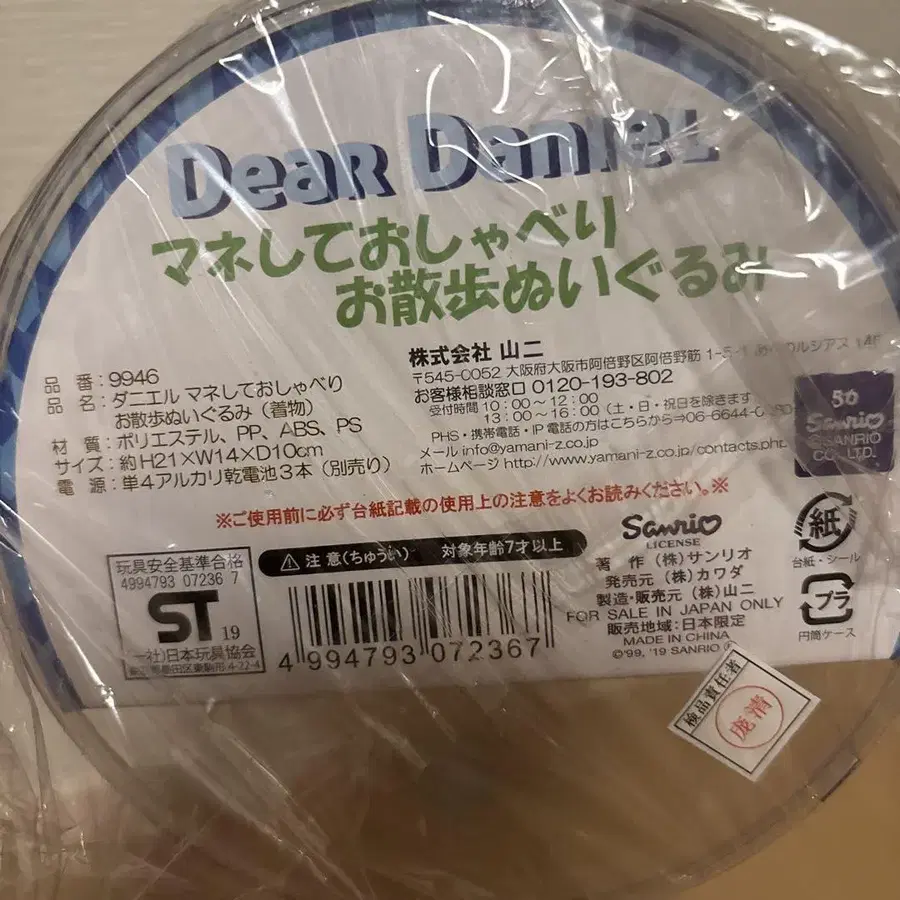 Dear Daniel
マネしておしゃべり
お散歩ぬいぐるみ
品番：9946
品名：ダニエル マネしておしゃべり
お散歩ぬいぐるみ（着物）
材質：ポリエステル、PP、ABS、PS
サイズ：約H21×W14×D10cm
電源：単4アルカリ乾電池3本（別売り）
株式会社 山二
〒545-0052 大阪府大阪市阿倍野区阿倍野筋
お客様相談窓口 0120-193-802
受付時間 10：00～12：00
13：00～16：00（土・日・祝日を除きます
PHS・携帯電話・IP電話の方はこちらから⇒06-6644-
メール info@yamani-z.co.jp
ホームページ http://www.yamani-z.co.jp/contacts.php
50
Sanrio
©SANRIO
CO., LTD.
※ご使用前に必ず台紙記載の使用上の注意をよくお読みください。※
玩具安全基準合格
4994793 07236 7
ST 19
日本玩具協会
4-22-4
注意（ちゅうい） 対象年齢7才以上
4 994793 072367
Sanrio
LICENSE
著作（株）サンリオ
発売元（株）カワダ
製造・販売元（株）山二
FOR SALE IN JAPAN ONLY
販売地域：日本限定
MADE IN CHINA
©'99, '19 SANRIO
紙
台紙・シール
プラ
円筒ケース
検品責任者
庞清